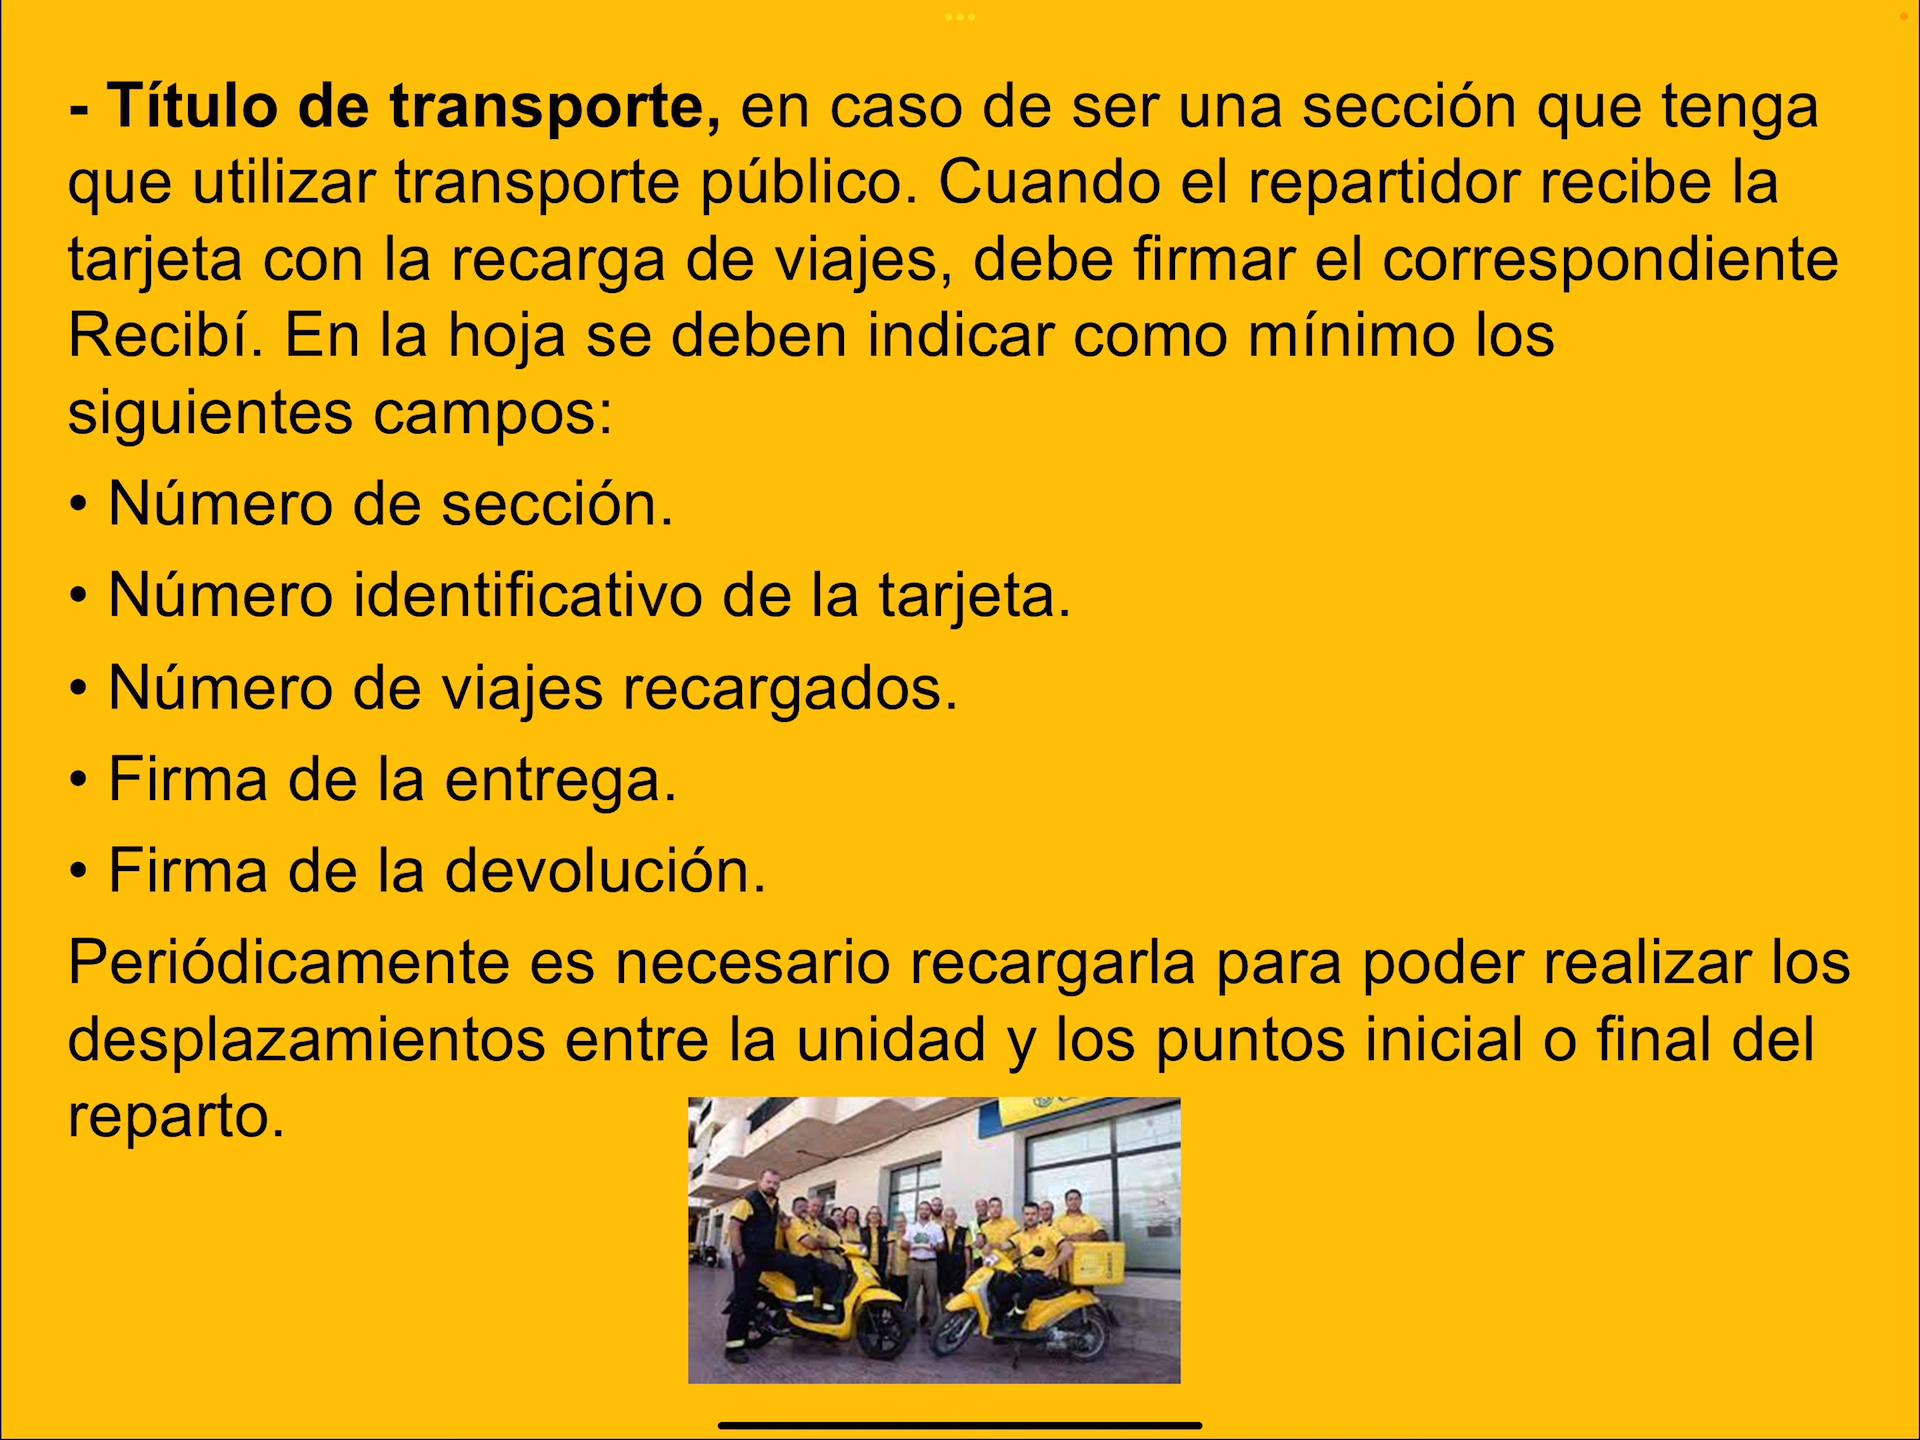 - Título de transporte, en caso de ser una sección que tenga
que utilizar transporte público. Cuando el repartidor recibe la
tarjeta con la recarga de viajes, debe firmar el correspondiente
Recibí. En la hoja se deben indicar como mínimo los
siguientes campos:
• Número de sección.
• Número identificativo de la tarjeta.
• Número de viajes recargados.
• Firma de la entrega.
• Firma de la devolución.
Periódicamente es necesario recargarla para poder realizar los
desplazamientos entre la unidad y los puntos inicial o final del
reparto.